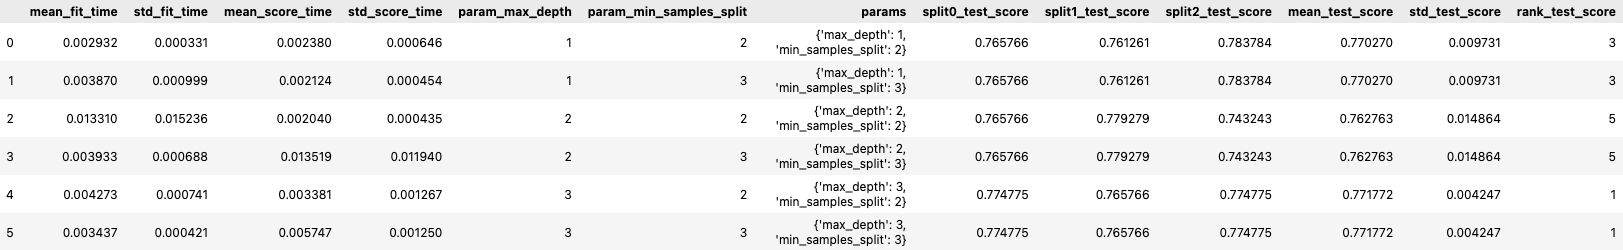 mean_fit_time std_fit_time mean_score_time std_score_time param_max_depth param_min_samples_split params split0_test_score split1_test_score split2_test_score mean_test_score std_test_score rank_test_score
0 0.002932 0.000331 0.002380 0.000646 1 2 {'max_depth': 1, 'min_samples_split': 2} 0.765766 0.761261 0.783784 0.770270 0.009731 3
1 0.003870 0.000999 0.002124 0.000454 1 3 {'max_depth': 1, 'min_samples_split': 3} 0.765766 0.761261 0.783784 0.770270 0.009731 3
2 0.013310 0.015236 0.002040 0.000435 2 2 {'max_depth': 2, 'min_samples_split': 2} 0.765766 0.779279 0.743243 0.762763 0.014864 5
3 0.003933 0.000688 0.013519 0.011940 2 3 {'max_depth': 2, 'min_samples_split': 3} 0.765766 0.779279 0.743243 0.762763 0.014864 5
4 0.004273 0.000741 0.003381 0.001267 3 2 {'max_depth': 3, 'min_samples_split': 2} 0.774775 0.765766 0.774775 0.771772 0.004247 1
5 0.003437 0.000421 0.005747 0.001250 3 3 {'max_depth': 3, 'min_samples_split': 3} 0.774775 0.765766 0.774775 0.771772 0.004247 1